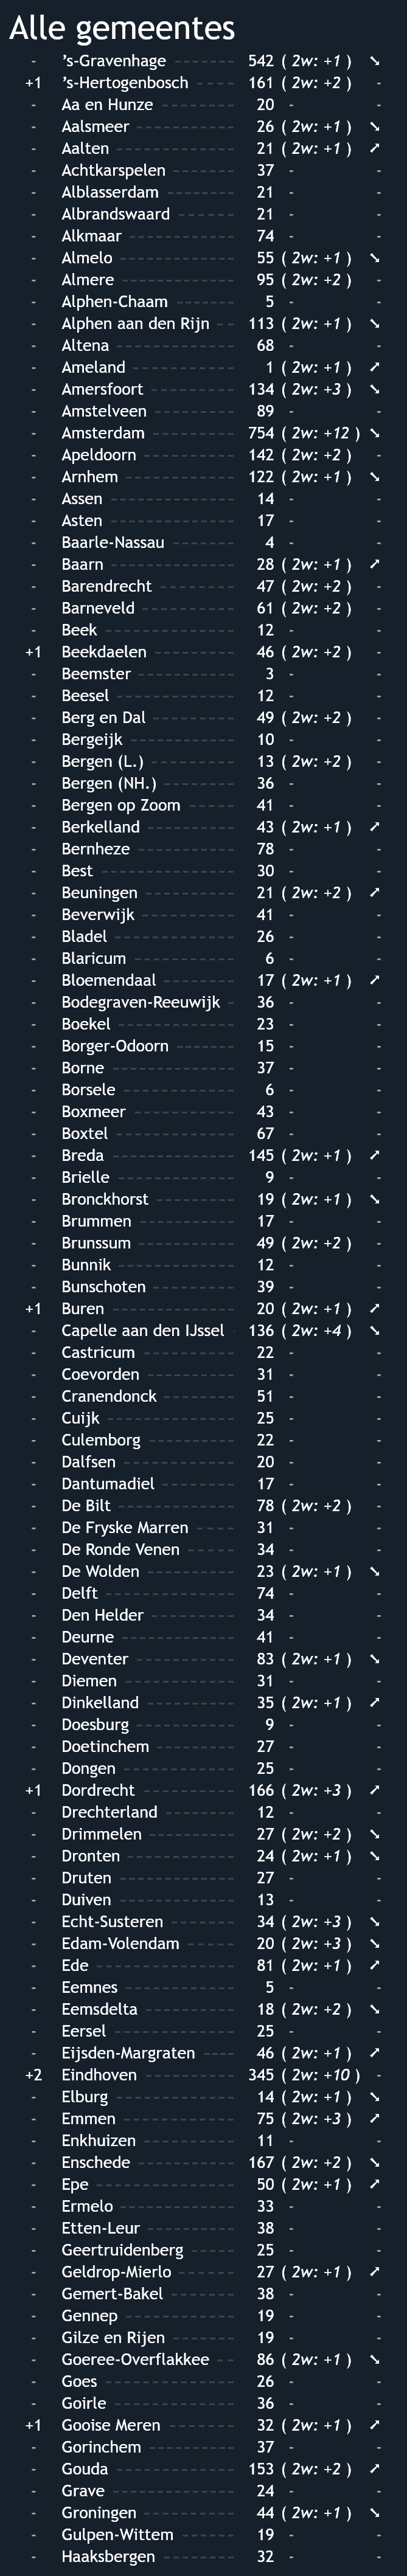 Alle gemeentes
- 's-Gravenhage ------- 542 ( 2w: +1 ) ➘
+1 's-Hertogenbosch ---- 161 ( 2w: +2 ) -
- Aa en Hunze -------- 20 - -
- Aalsmeer ----------- 26 ( 2w: +1 ) ➘
- Aalten ------------- 21 ( 2w: +1 ) ➚
- Achtkarspelen ------ 37 - -
- Alblasserdam ------- 21 - -
- Albrandswaard ------ 21 - -
- Alkmaar ------------ 74 - -
- Almelo ------------- 55 ( 2w: +1 ) ➘
- Almere ------------- 95 ( 2w: +2 ) -
- Alphen-Chaam ------ 5 - -
- Alphen aan den Rijn -- 113 ( 2w: +1 ) ➘
- Altena ------------- 68 - -
- Ameland ----------- 1 ( 2w: +1 ) ➚
- Amersfoort --------- 134 ( 2w: +3 ) ➘
- Amstelveen --------- 89 - -
- Amsterdam --------- 754 ( 2w: +12 ) ➘
- Apeldoorn ---------- 142 ( 2w: +2 ) -
- Arnhem ------------ 122 ( 2w: +1 ) ➘
- Assen -------------- 14 - -
- Asten -------------- 17 - -
- Baarle-Nassau ------ 4 - -
- Baarn -------------- 28 ( 2w: +1 ) ➚
- Barendrecht -------- 47 ( 2w: +2 ) -
- Barneveld ---------- 61 ( 2w: +2 ) -
- Beek --------------- 12 - -
+1 Beekdaelen --------- 46 ( 2w: +2 ) -
- Beemster ----------- 3 - -
- Beesel ------------- 12 - -
- Berg en Dal --------- 49 ( 2w: +2 ) -
- Bergeijk ------------ 10 - -
- Bergen (L.) --------- 13 ( 2w: +2 ) -
- Bergen (NH.) ------- 36 - -
- Bergen op Zoom ----- 41 - -
- Berkelland ---------- 43 ( 2w: +1 ) ➚
- Bernheze ----------- 78 - -
- Best --------------- 30 - -
- Beuningen ---------- 21 ( 2w: +2 ) ➚
- Beverwijk ---------- 41 - -
- Bladel -------------- 26 - -
- Blaricum ------------ 6 - -
- Bloemendaal -------- 17 ( 2w: +1 ) ➚
- Bodegraven-Reeuwijk - 36 - -
- Boekel ------------- 23 - -
- Borger-Odoorn ------ 15 - -
- Borne -------------- 37 - -
- Borsele ------------ 6 - -
- Boxmeer ----------- 43 - -
- Boxtel ------------- 67 - -
- Breda -------------- 145 ( 2w: +1 ) ➚
- Brielle ------------- 9 - -
- Bronckhorst -------- 19 ( 2w: +1 ) ➘
- Brummen ---------- 17 - -
- Brunssum ---------- 49 ( 2w: +2 ) -
- Bunnik ------------- 12 - -
- Bunschoten --------- 39 - -
+1 Buren -------------- 20 ( 2w: +1 ) ➚
- Capelle aan den IJssel - 136 ( 2w: +4 ) ➘
- Castricum ---------- 22 - -
- Coevorden ---------- 31 - -
- Cranendonck -------- 51 - -
- Cuijk --------------- 25 - -
- Culemborg --------- 22 - -
- Dalfsen ------------ 20 - -
- Dantumadiel -------- 17 - -
- De Bilt ------------- 78 ( 2w: +2 ) -
- De Fryske Marren ---- 31 - -
- De Ronde Venen ----- 34 - -
- De Wolden ---------- 23 ( 2w: +1 ) ➘
- Delft --------------- 74 - -
- Den Helder --------- 34 - -
- Deurne ------------- 41 - -
- Deventer ----------- 83 ( 2w: +1 ) ➘
- Diemen ------------ 31 - -
- Dinkelland ---------- 35 ( 2w: +1 ) ➚
- Doesburg ----------- 9 - -
- Doetinchem -------- 27 - -
- Dongen ------------ 25 - -
+1 Dordrecht ---------- 166 ( 2w: +3 ) ➚
- Drechterland -------- 12 - -
- Drimmelen --------- 27 ( 2w: +2 ) ➘
- Dronten ------------ 24 ( 2w: +1 ) ➘
- Druten ------------- 27 - -
- Duiven ------------- 13 - -
- Echt-Susteren ------- 34 ( 2w: +3 ) ➘
- Edam-Volendam ----- 20 ( 2w: +3 ) ➘
- Ede ---------------- 81 ( 2w: +1 ) ➚
- Eemnes ------------ 5 - -
- Eemsdelta ---------- 18 ( 2w: +2 ) ➘
- Eersel -------------- 25 - -
- Eijsden-Margraten ---- 46 ( 2w: +1 ) ➚
+2 Eindhoven ---------- 345 ( 2w: +10 ) -
- Elburg ------------- 14 ( 2w: +1 ) ➘
- Emmen ------------ 75 ( 2w: +3 ) ➚
- Enkhuizen ---------- 11 - -
- Enschede ----------- 167 ( 2w: +2 ) ➘
- Epe ---------------- 50 ( 2w: +1 ) ➚
- Ermelo ------------- 33 - -
- Etten-Leur ---------- 38 - -
- Geertruidenberg ----- 25 - -
- Geldrop-Mierlo ------ 27 ( 2w: +1 ) ➚
- Gemert-Bakel ------- 38 - -
- Gennep ------------ 19 - -
- Gilze en Rijen ------- 19 - -
- Goeree-Overflakkee -- 86 ( 2w: +1 ) ➘
- Goes --------------- 26 - -
- Goirle -------------- 36 - -
+1 Gooise Meren ------- 32 ( 2w: +1 ) ➚
- Gorinchem ---------- 37 - -
- Gouda ------------- 153 ( 2w: +2 ) ➚
- Grave -------------- 24 - -
- Groningen ---------- 44 ( 2w: +1 ) ➘
- Gulpen-Wittem ------ 19 - -
- Haaksbergen -------- 32 - -